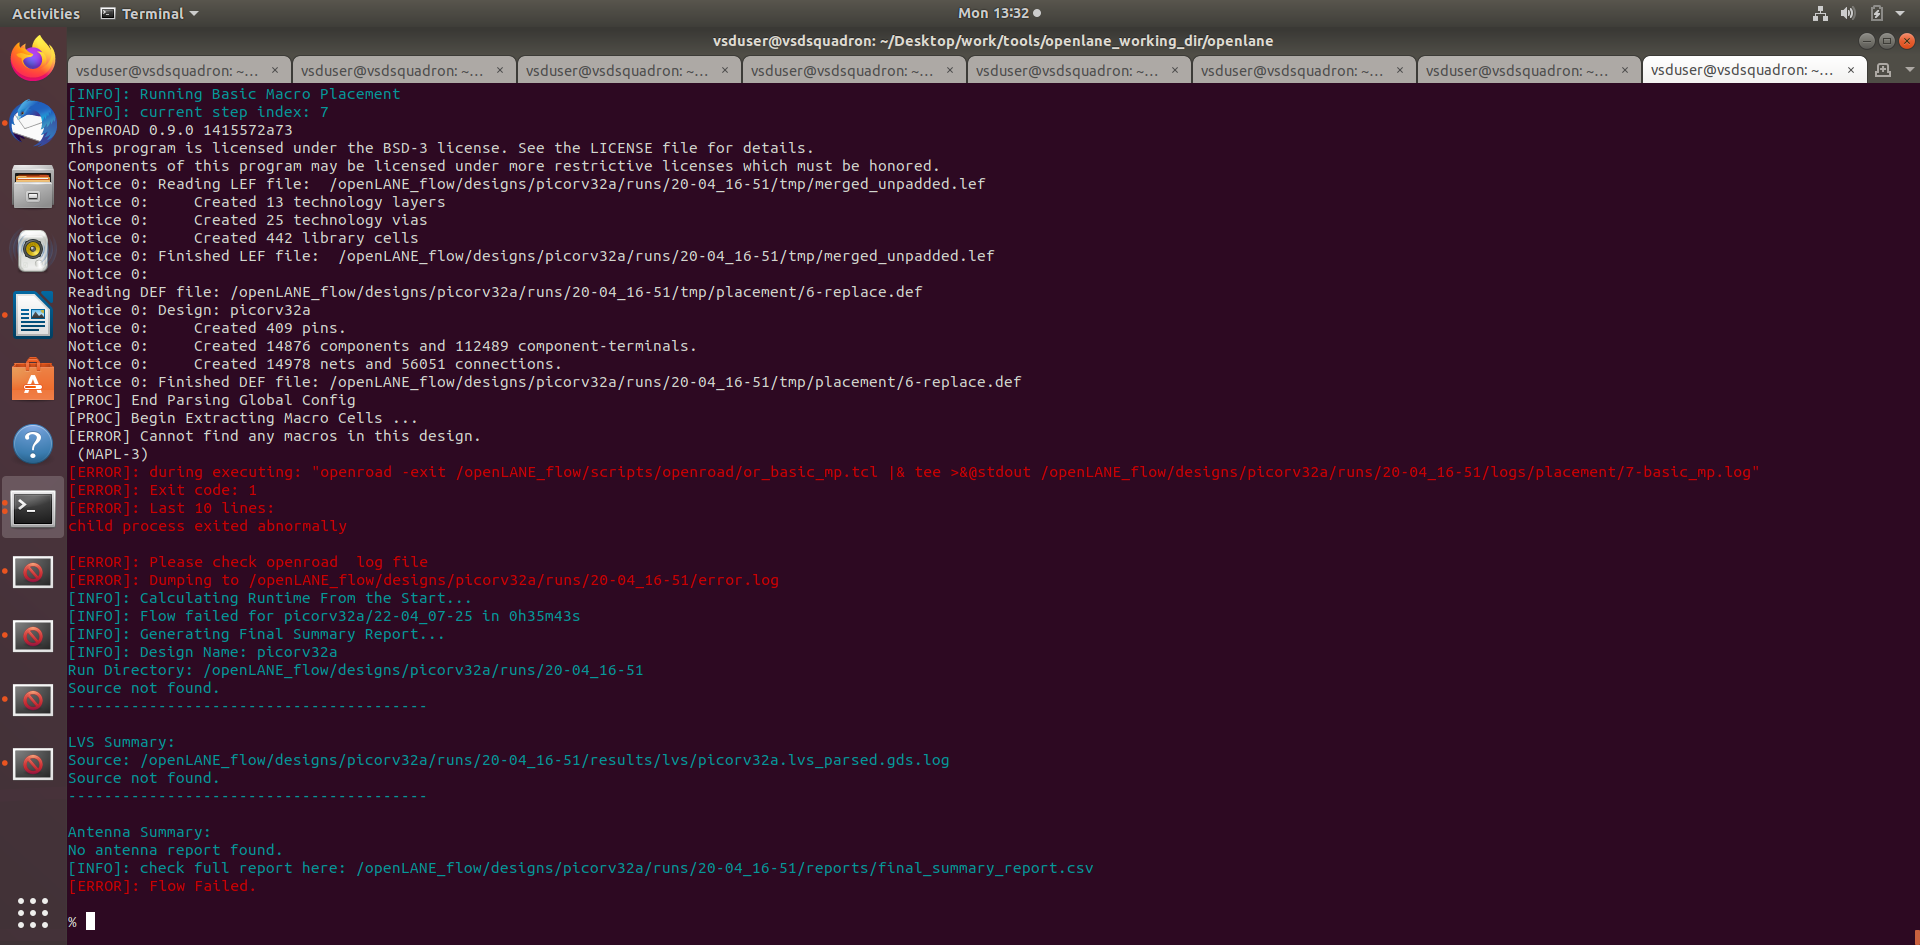 Activities
Terminal
Mon 13:32
vsduser@vsdsquadron: ~/Desktop/work/tools/openlane_working_dir/openlane
vsduser@vsdsquadron: ~... × vsduser@vsdsquadron: ~... × vsduser@vsdsquadron: ~... × vsduser@vsdsquadron: ~... × vsduser@vsdsquadron: ~... × vsduser@vsdsquadron: ~... × vsduser@vsdsquadron: ~... × vsduser@vsdsquadron: ~... ×
[INFO]: Running Basic Macro Placement
[INFO]: current step index: 7
OpenROAD 0.9.0 1415572a73
This program is licensed under the BSD-3 license. See the LICENSE file for details.
Components of this program may be licensed under more restrictive licenses which must be honored.
Notice 0: Reading LEF file:  /openLANE_flow/designs/picorv32a/runs/20-04_16-51/tmp/merged_unpadded.lef
Notice 0:     Created 13 technology layers
Notice 0:     Created 25 technology vias
Notice 0:     Created 442 library cells
Notice 0: Finished LEF file:  /openLANE_flow/designs/picorv32a/runs/20-04_16-51/tmp/merged_unpadded.lef
Notice 0:
Reading DEF file: /openLANE_flow/designs/picorv32a/runs/20-04_16-51/tmp/placement/6-replace.def
Notice 0: Design: picorv32a
Notice 0:     Created 409 pins.
Notice 0:     Created 14876 components and 112489 component-terminals.
Notice 0:     Created 14978 nets and 56051 connections.
Notice 0: Finished DEF file: /openLANE_flow/designs/picorv32a/runs/20-04_16-51/tmp/placement/6-replace.def
[PROC] End Parsing Global Config
[PROC] Begin Extracting Macro Cells ...
[ERROR] Cannot find any macros in this design.
 (MAPL-3)
[ERROR]: during executing: "openroad -exit /openLANE_flow/scripts/openroad/or_basic_mp.tcl |& tee >&@stdout /openLANE_flow/designs/picorv32a/runs/20-04_16-51/logs/placement/7-basic_mp.log"
[ERROR]: Exit code: 1
[ERROR]: Last 10 lines:
child process exited abnormally
[ERROR]: Please check openroad  log file
[ERROR]: Dumping to /openLANE_flow/designs/picorv32a/runs/20-04_16-51/error.log
[INFO]: Calculating Runtime From the Start...
[INFO]: Flow failed for picorv32a/22-04_07-25 in 0h35m43s
[INFO]: Generating Final Summary Report...
[INFO]: Design Name: picorv32a
Run Directory: /openLANE_flow/designs/picorv32a/runs/20-04_16-51
Source not found.
----------------------------------------
LVS Summary:
Source: /openLANE_flow/designs/picorv32a/runs/20-04_16-51/results/lvs/picorv32a.lvs_parsed.gds.log
Source not found.
----------------------------------------
Antenna Summary:
No antenna report found.
[INFO]: check full report here: /openLANE_flow/designs/picorv32a/runs/20-04_16-51/reports/final_summary_report.csv
[ERROR]: Flow Failed.
%